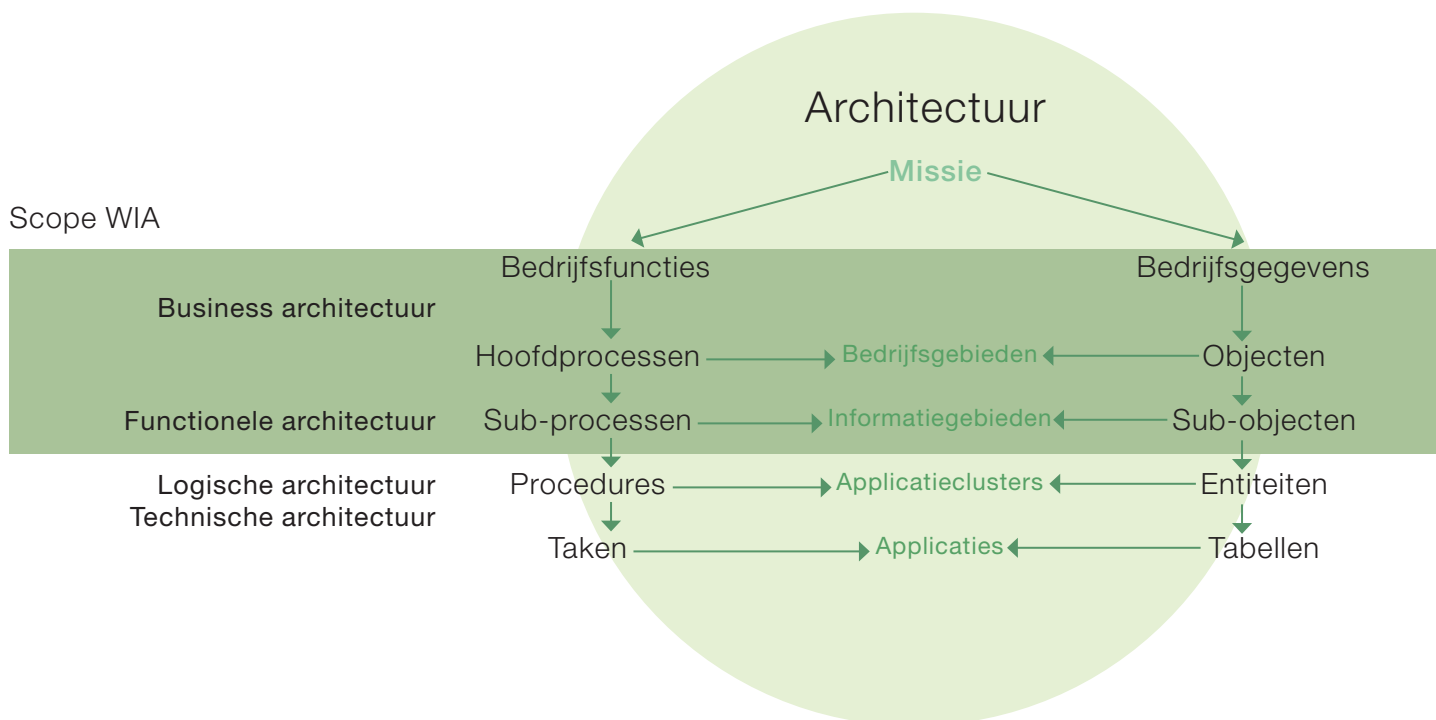 Architectuur
Missie
Scope WIA
Bedrijfsfuncties
Bedrijfsgegevens
Business architectuur
Hoofdprocessen
Bedrijfsgebieden
Objecten
Functionele architectuur
Sub-processen
Informatiegebieden
Sub-objecten
Logische architectuur
Procedures
Applicatieclusters
Entiteiten
Technische architectuur
Taken
Applicaties
Tabellen